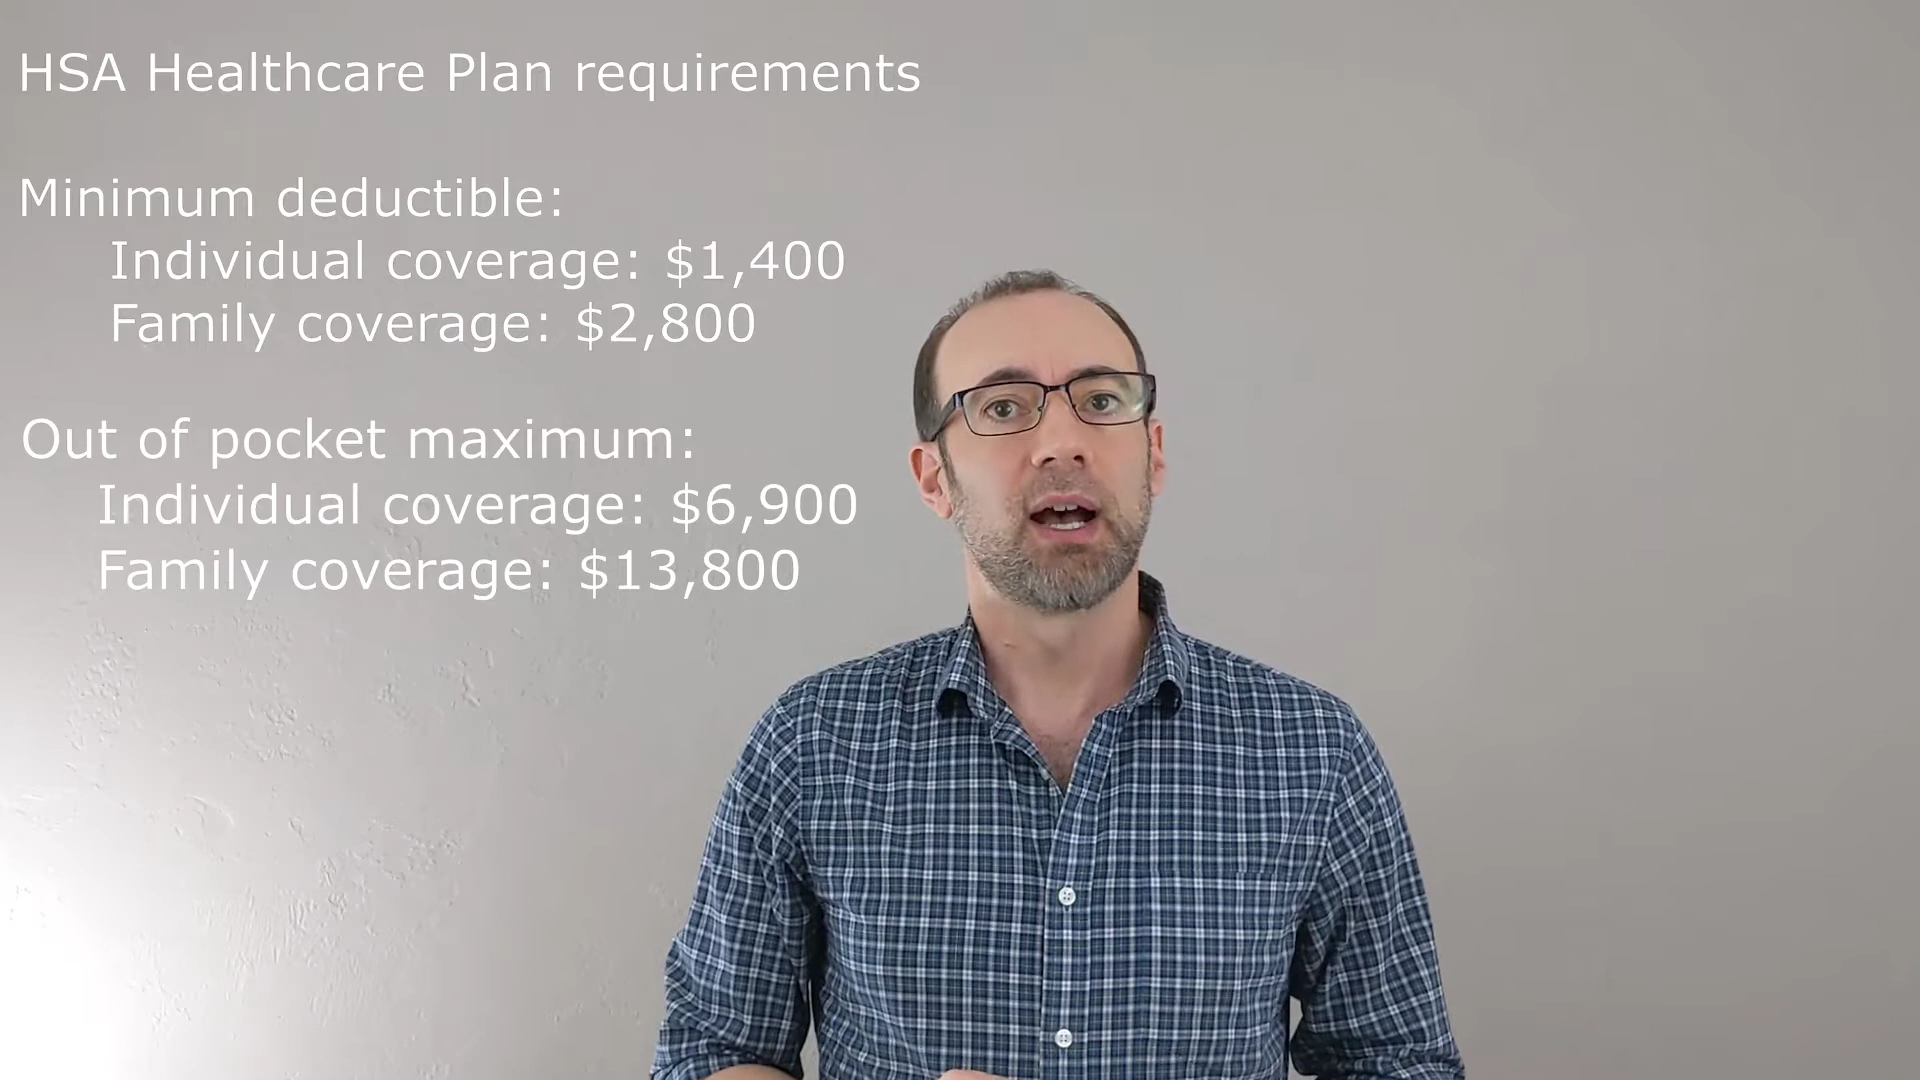 HSA Healthcare Plan requirements
Minimum deductible:
Individual coverage: $1,400
Family coverage: $2,800
Out of pocket maximum:
Individual coverage: $6,900
Family coverage: $13,800